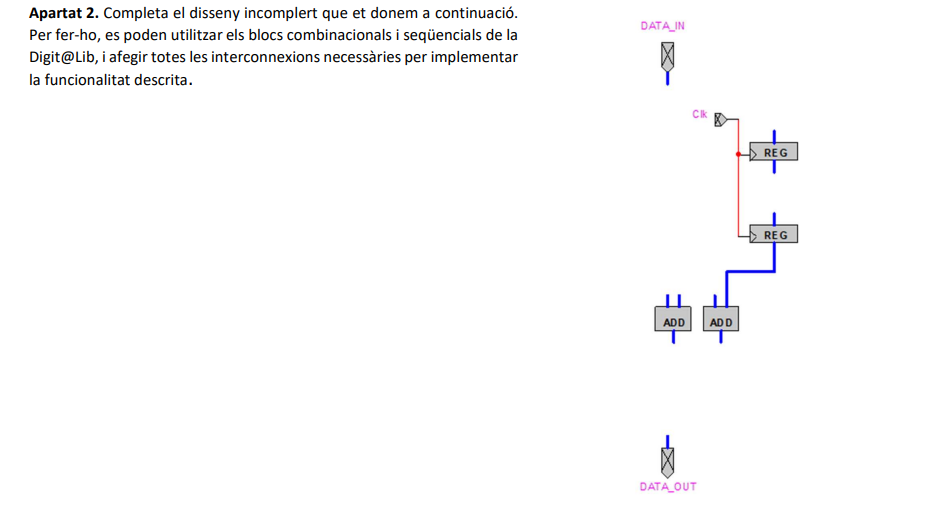 Apartat 2. Completa el disseny incomplert que et donem a continuació.
Per fer-ho, es poden utilitzar els blocs combinacionals i seqüencials de la
Digit@Lib, i afegir totes les interconnexions necessàries per implementar
la funcionalitat descrita.
DATA_IN
Clk
REG
REG
ADD
ADD
DATA_OUT